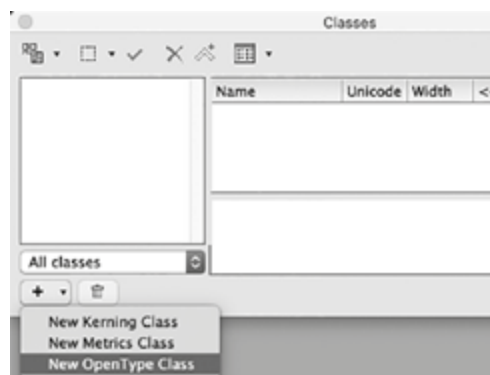 Classes
Name Unicode Width <
All classes
New Kerning Class
New Metrics Class
New OpenType Class